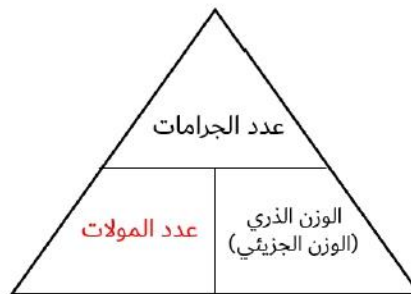 عدد الجرامات
الوزن الذري
(الوزن الجزيئي)
عدد المولات